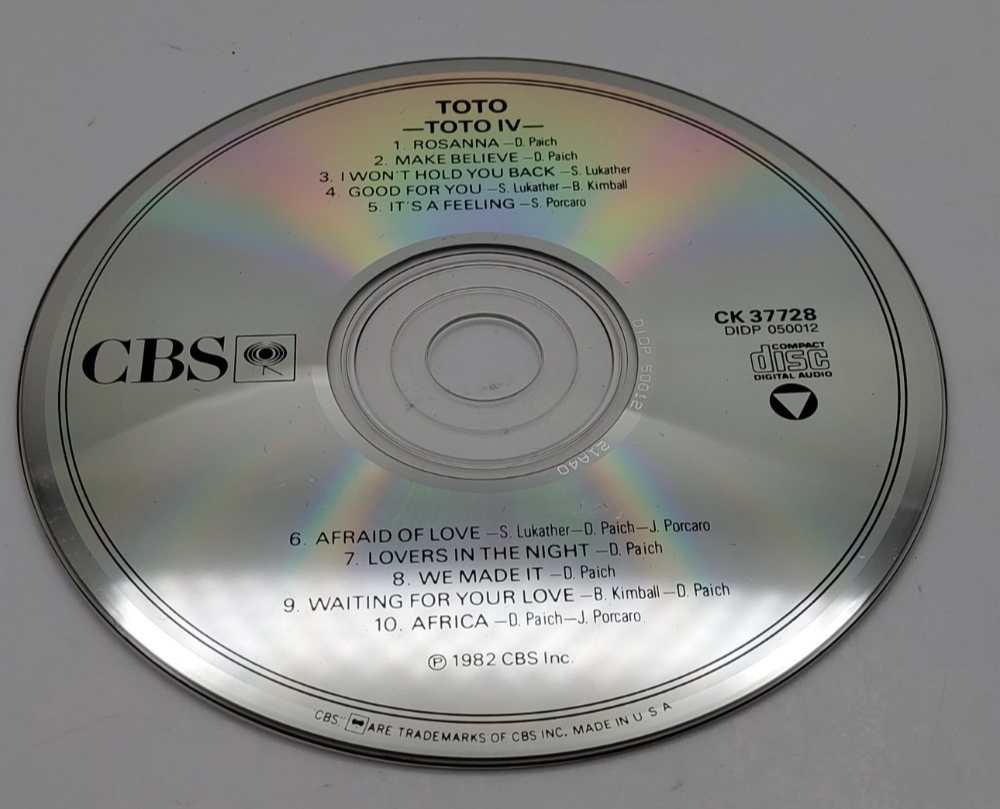 TOTO
—TOTO IV—
1. ROSANNA —D. Paich
2. MAKE BELIEVE —D. Paich
3. I WON'T HOLD YOU BACK —S. Lukather
4. GOOD FOR YOU —S. Lukather—B. Kimball
5. IT'S A FEELING —S. Porcaro
CBS
CK 37728
DIDP 050012
COMPACT
disc
DIGITAL AUDIO
DIDP 50012
21A40
6. AFRAID OF LOVE —S. Lukather—D. Paich—J. Porcaro
7. LOVERS IN THE NIGHT —D. Paich
8. WE MADE IT —D. Paich
9. WAITING FOR YOUR LOVE —B. Kimball—D. Paich
10. AFRICA —D. Paich—J. Porcaro
℗ 1982 CBS Inc.
"CBS," ARE TRADEMARKS OF CBS INC. MADE IN U S A